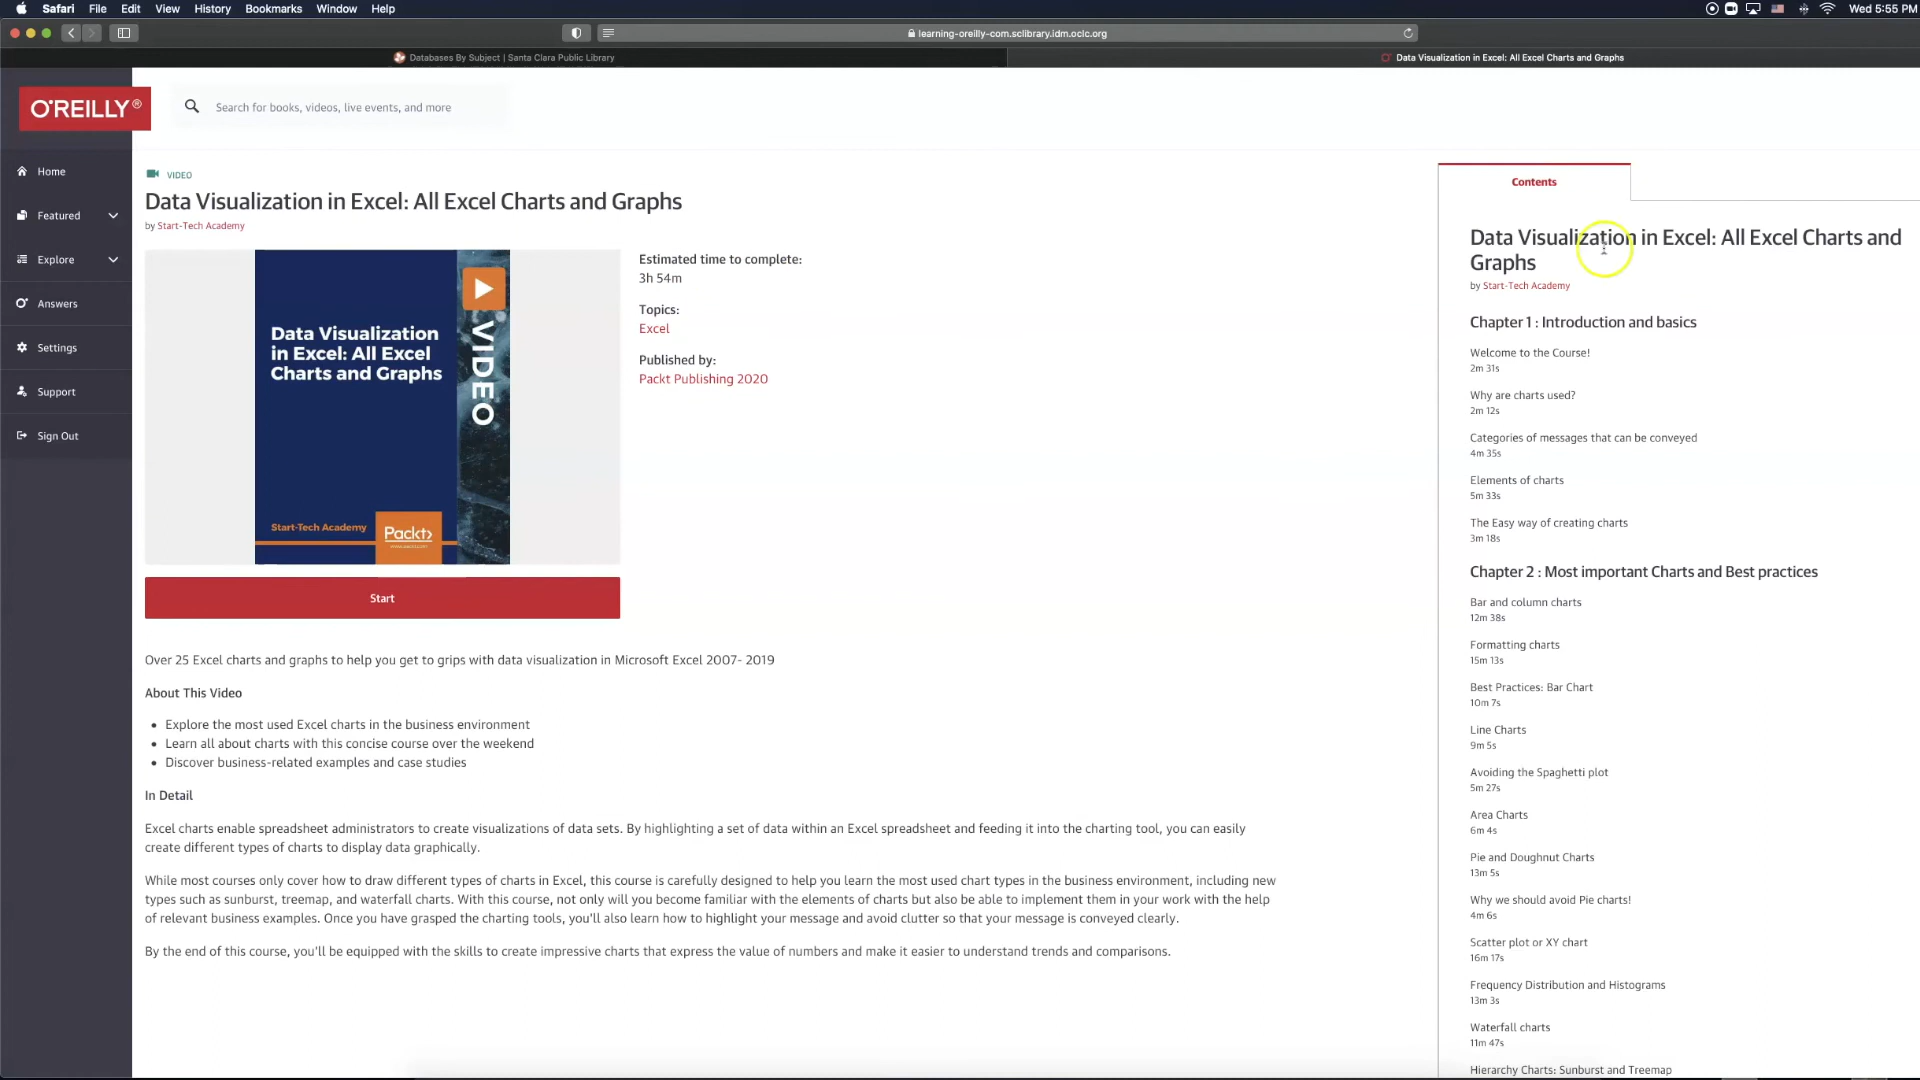 Safari File Edit View History Bookmarks Window Help
Wed 5:55 PM
learning-oreilly-com.sclibrary.idm.oclc.org
Databases By Subject | Santa Clara Public Library
Data Visualization in Excel: All Excel Charts and Graphs
O'REILLY®
Search for books, videos, live events, and more
Home
Featured
Explore
Answers
Settings
Support
Sign Out
VIDEO
Data Visualization in Excel: All Excel Charts and Graphs
by Start-Tech Academy
Data Visualization
in Excel: All Excel
Charts and Graphs
VIDEO
Start-Tech Academy
Packt>
Estimated time to complete:
3h 54m
Topics:
Excel
Published by:
Packt Publishing 2020
Start
Over 25 Excel charts and graphs to help you get to grips with data visualization in Microsoft Excel 2007- 2019
About This Video
• Explore the most used Excel charts in the business environment
• Learn all about charts with this concise course over the weekend
• Discover business-related examples and case studies
In Detail
Excel charts enable spreadsheet administrators to create visualizations of data sets. By highlighting a set of data within an Excel spreadsheet and feeding it into the charting tool, you can easily
create different types of charts to display data graphically.
While most courses only cover how to draw different types of charts in Excel, this course is carefully designed to help you learn the most used chart types in the business environment, including new
types such as sunburst, treemap, and waterfall charts. With this course, not only will you become familiar with the elements of charts but also be able to implement them in your work with the help
of relevant business examples. Once you have grasped the charting tools, you'll also learn how to highlight your message and avoid clutter so that your message is conveyed clearly.
By the end of this course, you'll be equipped with the skills to create impressive charts that express the value of numbers and make it easier to understand trends and comparisons.
Contents
Data Visualization in Excel: All Excel Charts and
Graphs
by Start-Tech Academy
Chapter 1 : Introduction and basics
Welcome to the Course!
2m 31s
Why are charts used?
2m 12s
Categories of messages that can be conveyed
4m 35s
Elements of charts
5m 33s
The Easy way of creating charts
3m 18s
Chapter 2 : Most important Charts and Best practices
Bar and column charts
12m 38s
Formatting charts
15m 13s
Best Practices: Bar Chart
10m 7s
Line Charts
9m 5s
Avoiding the Spaghetti plot
5m 27s
Area Charts
6m 4s
Pie and Doughnut Charts
13m 5s
Why we should avoid Pie charts!
4m 6s
Scatter plot or XY chart
16m 17s
Frequency Distribution and Histograms
13m 3s
Waterfall charts
11m 47s
Hierarchy Charts: Sunburst and Treemap